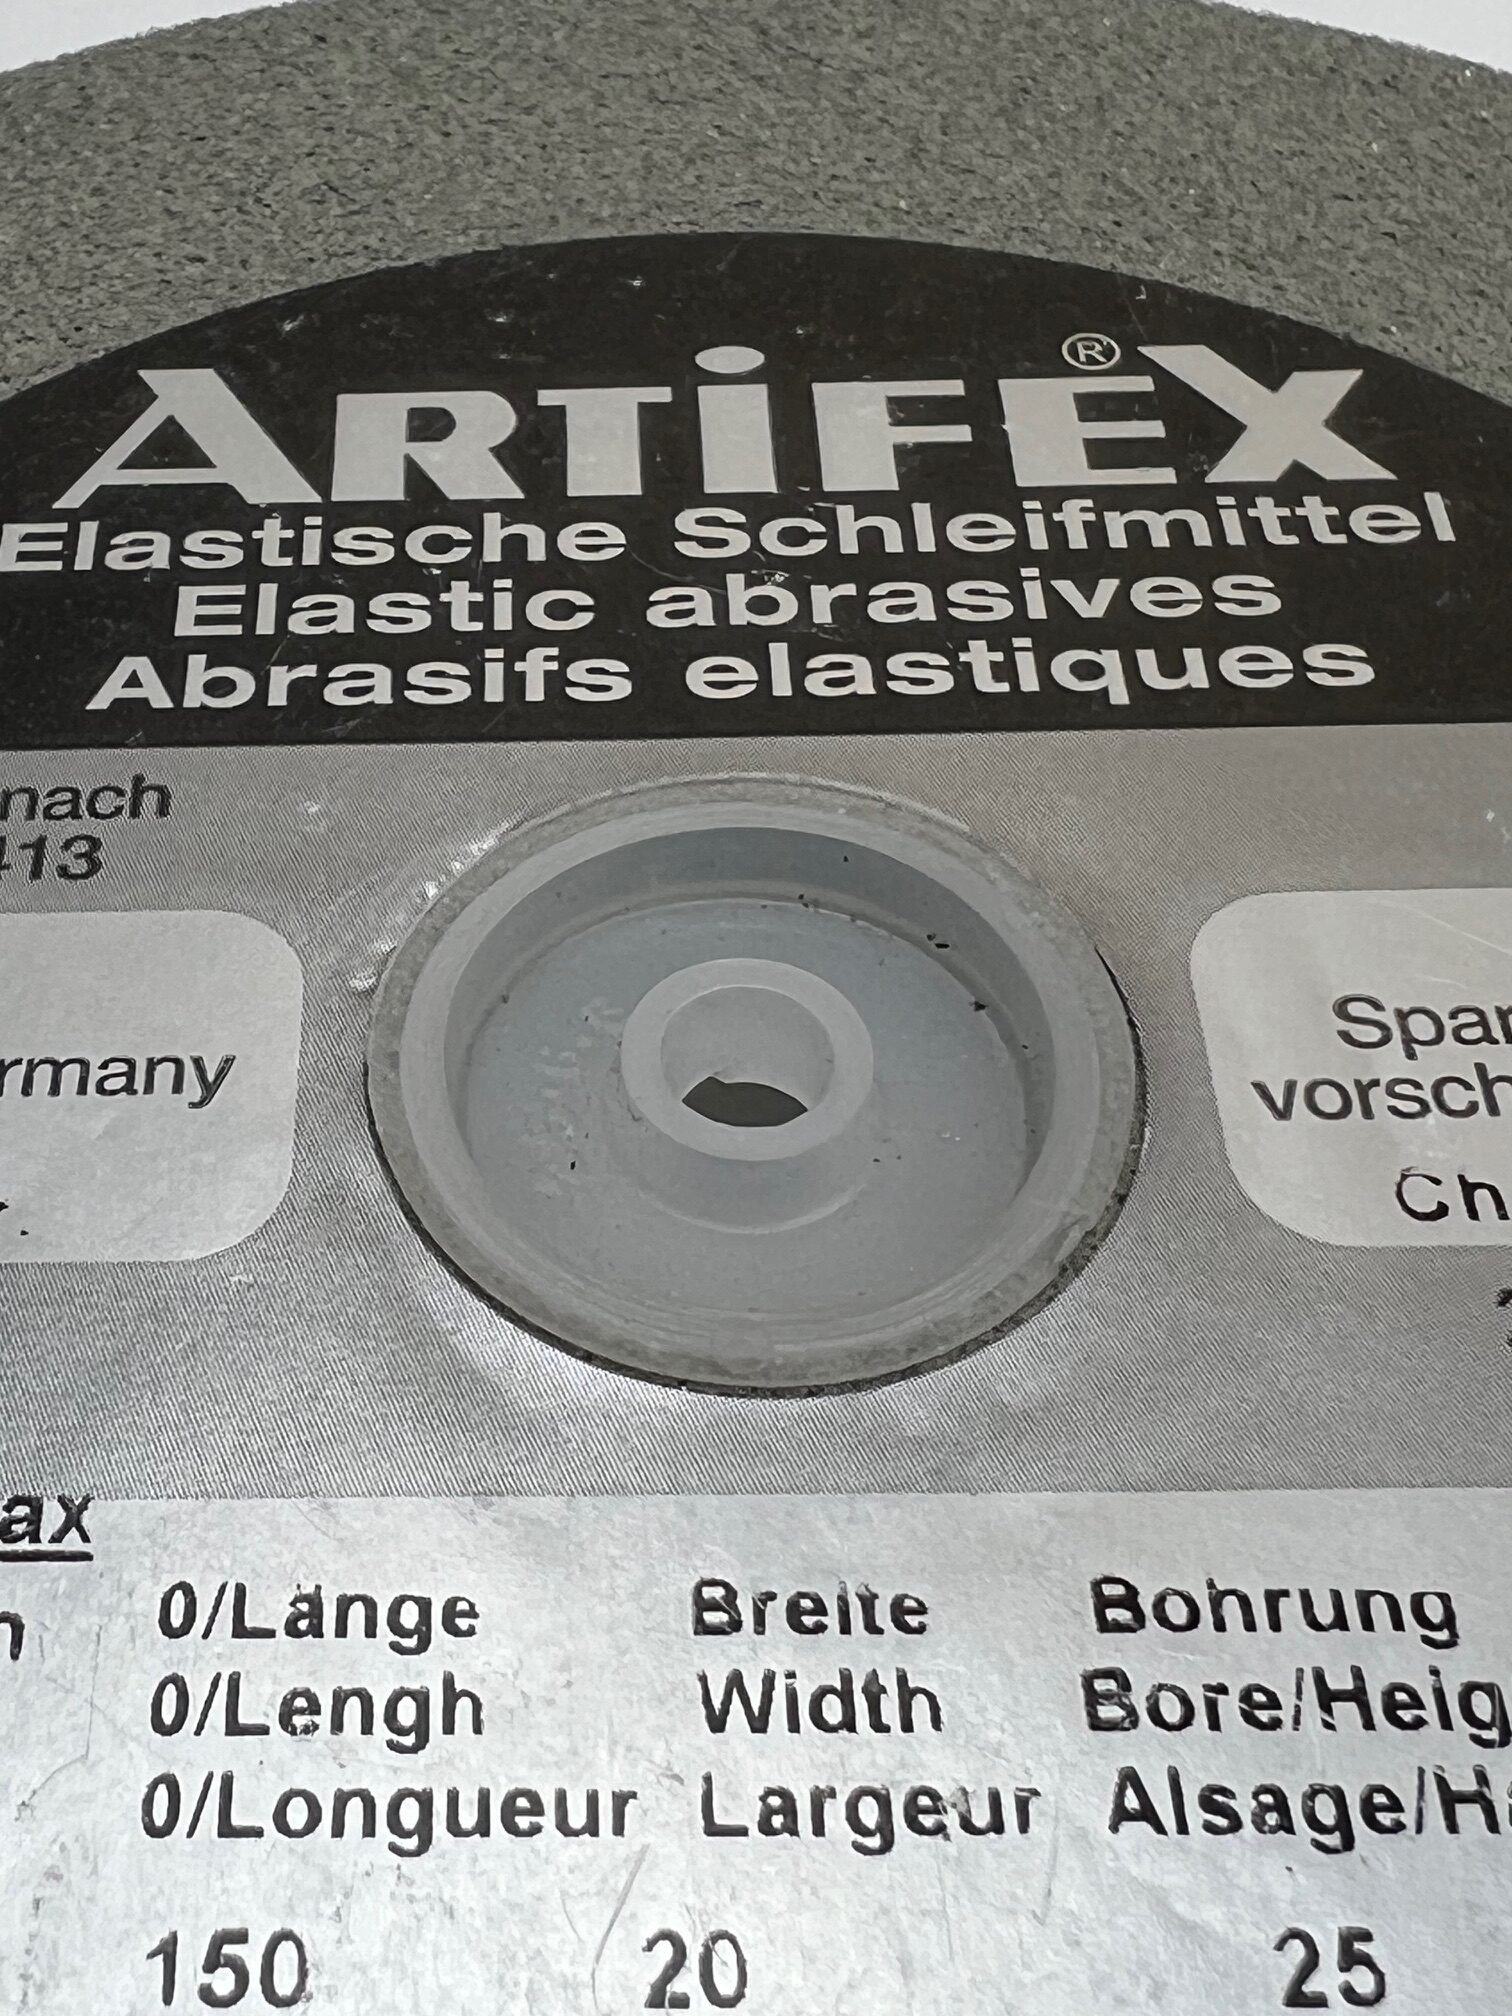 ARTiFEX®
Elastische Schleifmittel
Elastic abrasives
Abrasifs elastiques
nach
413
rmany
Spar
vorsch
Ch
ax
0/Länge Breite Bohrung
0/Lengh Width Bore/Heig
0/Longueur Largeur Alsage/H
150 20 25